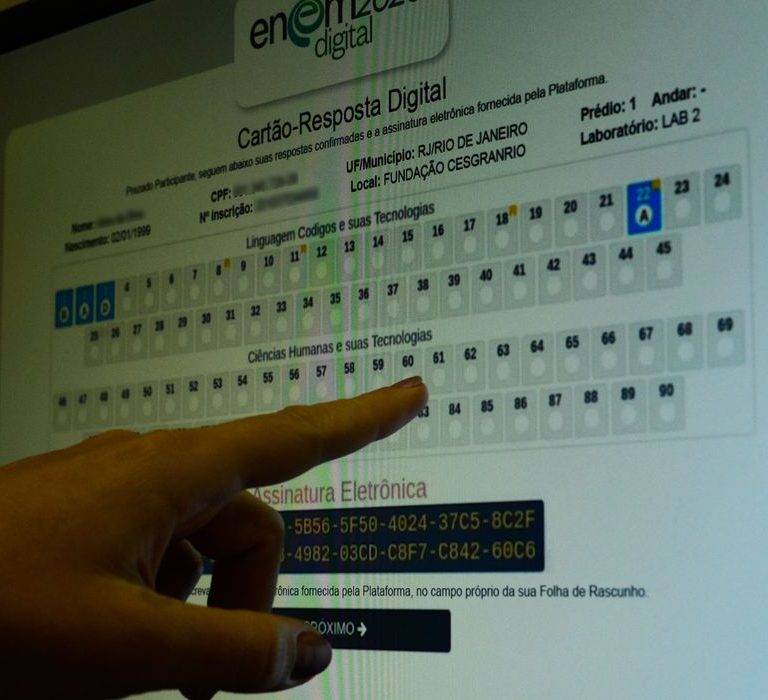 enem2020
digital
Cartão-Resposta Digital
Prezado Participante, seguem abaixo suas respostas confirmadas e a assinatura eletrônica fornecida pela Plataforma.
Nome:
Nascimento: 02/01/1999
CPF:
Nº Inscrição:
UF/Município: RJ/RIO DE JANEIRO
Local: FUNDAÇÃO CESGRANRIO
Prédio: 1 Andar: -
Laboratório: LAB 2
Linguagem Codigos e suas Tecnologias
4 5 6 7 8 9 10 11 12 13 14 15 16 17 18 19 20 21 22 23 24
B A D A
25 26 27 28 29 30 31 32 33 34 35 36 37 38 39 40 41 42 43 44 45
Ciências Humanas e suas Tecnologias
46 47 48 49 50 51 52 53 54 55 56 57 58 59 60 61 62 63 64 65 66 67 68 69
84 85 86 87 88 89 90
Assinatura Eletrônica
-5B56-5F50-4024-37C5-8C2F
-4982-03CD-C8F7-C842-60C6
fornecida pela Plataforma, no campo próprio da sua Folha de Rascunho.
PRÓXIMO →